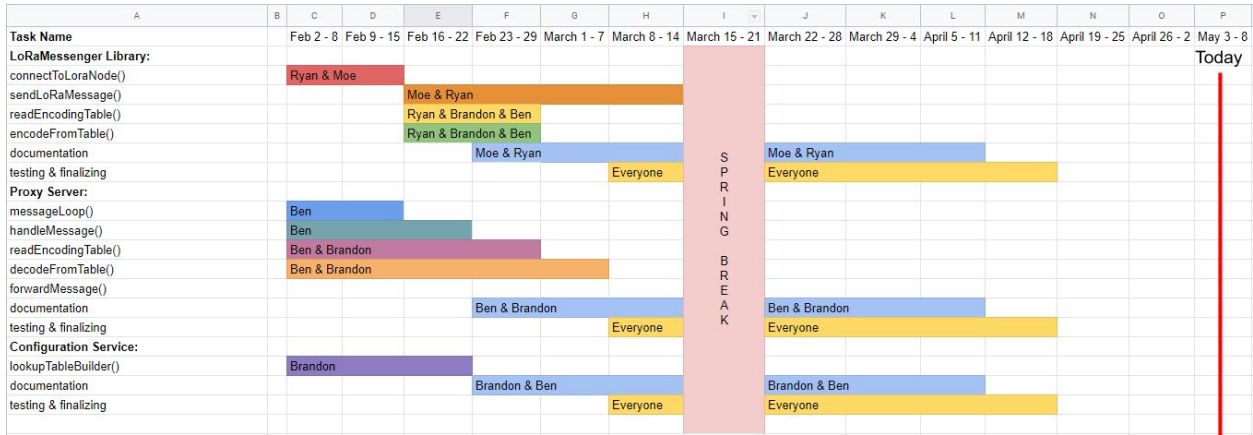 A B C D E F G H I J K L M N O P
Task Name Feb 2 - 8 Feb 9 - 15 Feb 16 - 22 Feb 23 - 29 March 1 - 7 March 8 - 14 March 15 - 21 March 22 - 28 March 29 - 4 April 5 - 11 April 12 - 18 April 19 - 25 April 26 - 2 May 3 - 8
LoRaMessenger Library: Today
connectToLoraNode() Ryan & Moe
sendLoRaMessage() Moe & Ryan
readEncodingTable() Ryan & Brandon & Ben
encodeFromTable() Ryan & Brandon & Ben
documentation Moe & Ryan Moe & Ryan
testing & finalizing Everyone Everyone
Proxy Server:
messageLoop() Ben
handleMessage() Ben
readEncodingTable() Ben & Brandon
decodeFromTable() Ben & Brandon
forwardMessage()
documentation Ben & Brandon Ben & Brandon
testing & finalizing Everyone Everyone
Configuration Service:
lookupTableBuilder() Brandon
documentation Brandon & Ben Brandon & Ben
testing & finalizing Everyone Everyone
SPRING BREAK